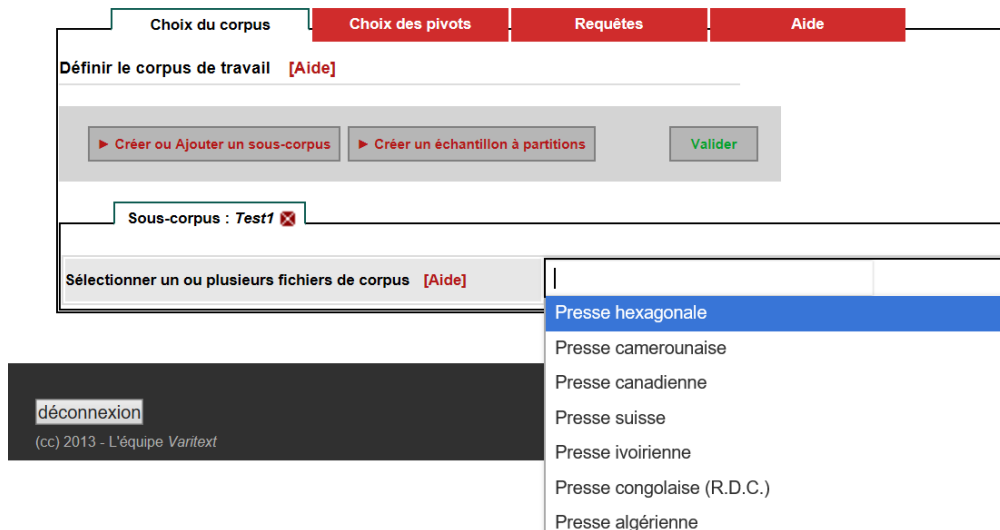 Choix du corpus
Choix des pivots
Requêtes
Aide
Définir le corpus de travail [Aide]
► Créer ou Ajouter un sous-corpus
► Créer un échantillon à partitions
Valider
Sous-corpus : Test1
Sélectionner un ou plusieurs fichiers de corpus [Aide]
Presse hexagonale
Presse camerounaise
Presse canadienne
Presse suisse
Presse ivoirienne
Presse congolaise (R.D.C.)
Presse algérienne
déconnexion
(cc) 2013 - L'équipe Varitext